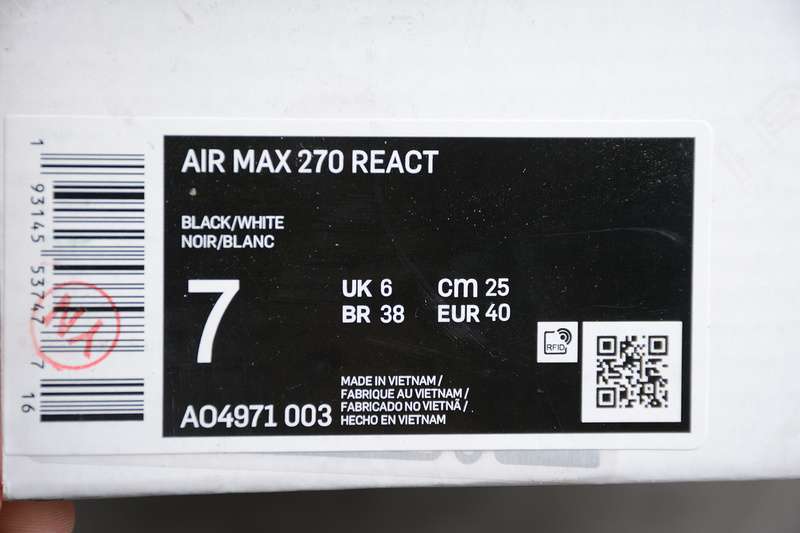 AIR MAX 270 REACT
BLACK/WHITE
NOIR/BLANC
7
UK 6
cm 25
BR 38
EUR 40
RFID
MADE IN VIETNAM /
FABRIQUE AU VIETNAM /
FABRICADO NO VIETNÃ /
HECHO EN VIETNAM
AO4971 003
1 93145 53747 7 16